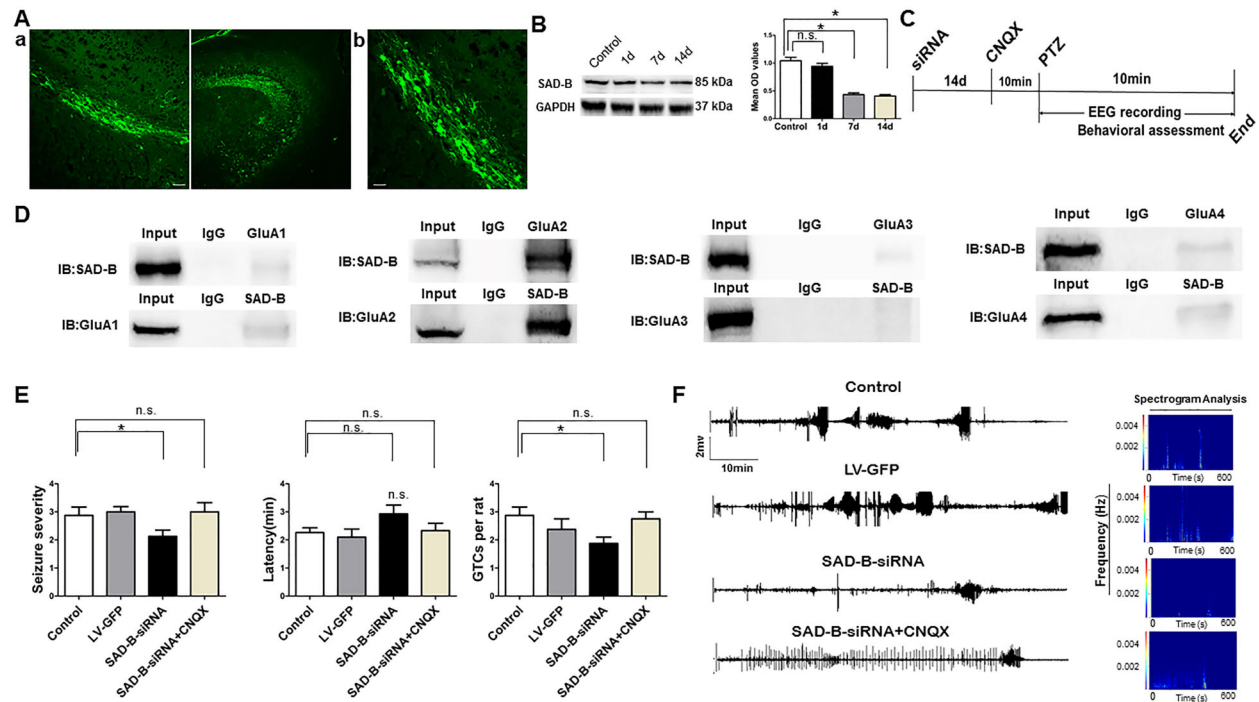 A
a
b
B
Control
1d
7d
14d
SAD-B
85 kDa
GAPDH
37 kDa
*
*
n.s.
Mean OD values
1.5
1.0
0.5
0.0
Control 1d 7d 14d
C
siRNA
CNQX
PTZ
14d
10min
10min
EEG recording
Behavioral assessment
End
D
Input IgG GluA1
IB:SAD-B
Input IgG SAD-B
IB:GluA1
Input IgG GluA2
IB:SAD-B
Input IgG SAD-B
IB:GluA2
Input IgG GluA3
IB:SAD-B
Input IgG SAD-B
IB:GluA3
Input IgG GluA4
IB:SAD-B
Input IgG SAD-B
IB:GluA4
E
n.s.
*
Seizure severity
4
3
2
1
0
Control
LV-GFP
SAD-B-siRNA
SAD-B-siRNA+CNQX
n.s.
n.s.
n.s.
Latency(min)
4
2
0
Control
LV-GFP
SAD-B-siRNA
SAD-B-siRNA+CNQX
n.s.
*
GTCs per rat
4
3
2
1
0
Control
LV-GFP
SAD-B-siRNA
SAD-B-siRNA+CNQX
F
Control
2mv
10min
LV-GFP
SAD-B-siRNA
SAD-B-siRNA+CNQX
Spectrogram Analysis
Frequency (Hz)
0.004
0.002
0 Time (s) 600
0.004
0.002
0 Time (s) 600
0.004
0.002
0 Time (s) 600
0.004
0.002
0 Time (s) 600